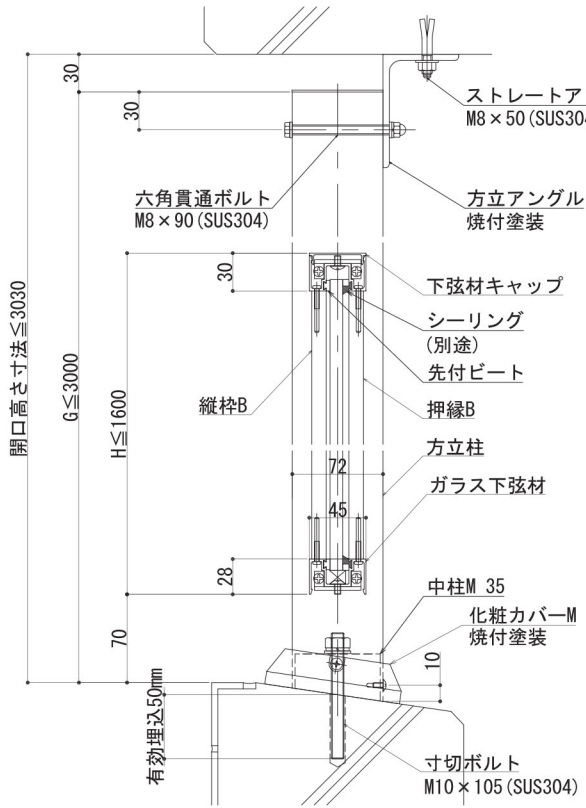 30
30
ストレートア
M8×50(SUS304
六角貫通ボルト
M8×90(SUS304)
方立アングル
焼付塗装
開口高さ寸法≦3030
G≦3000
H≦1600
30
下弦材キャップ
シーリング
(別途)
先付ビート
縦枠B
押縁B
方立柱
72
ガラス下弦材
45
28
中柱M 35
化粧カバーM
焼付塗装
70
10
有効埋込50mm
寸切ボルト
M10×105(SUS304)